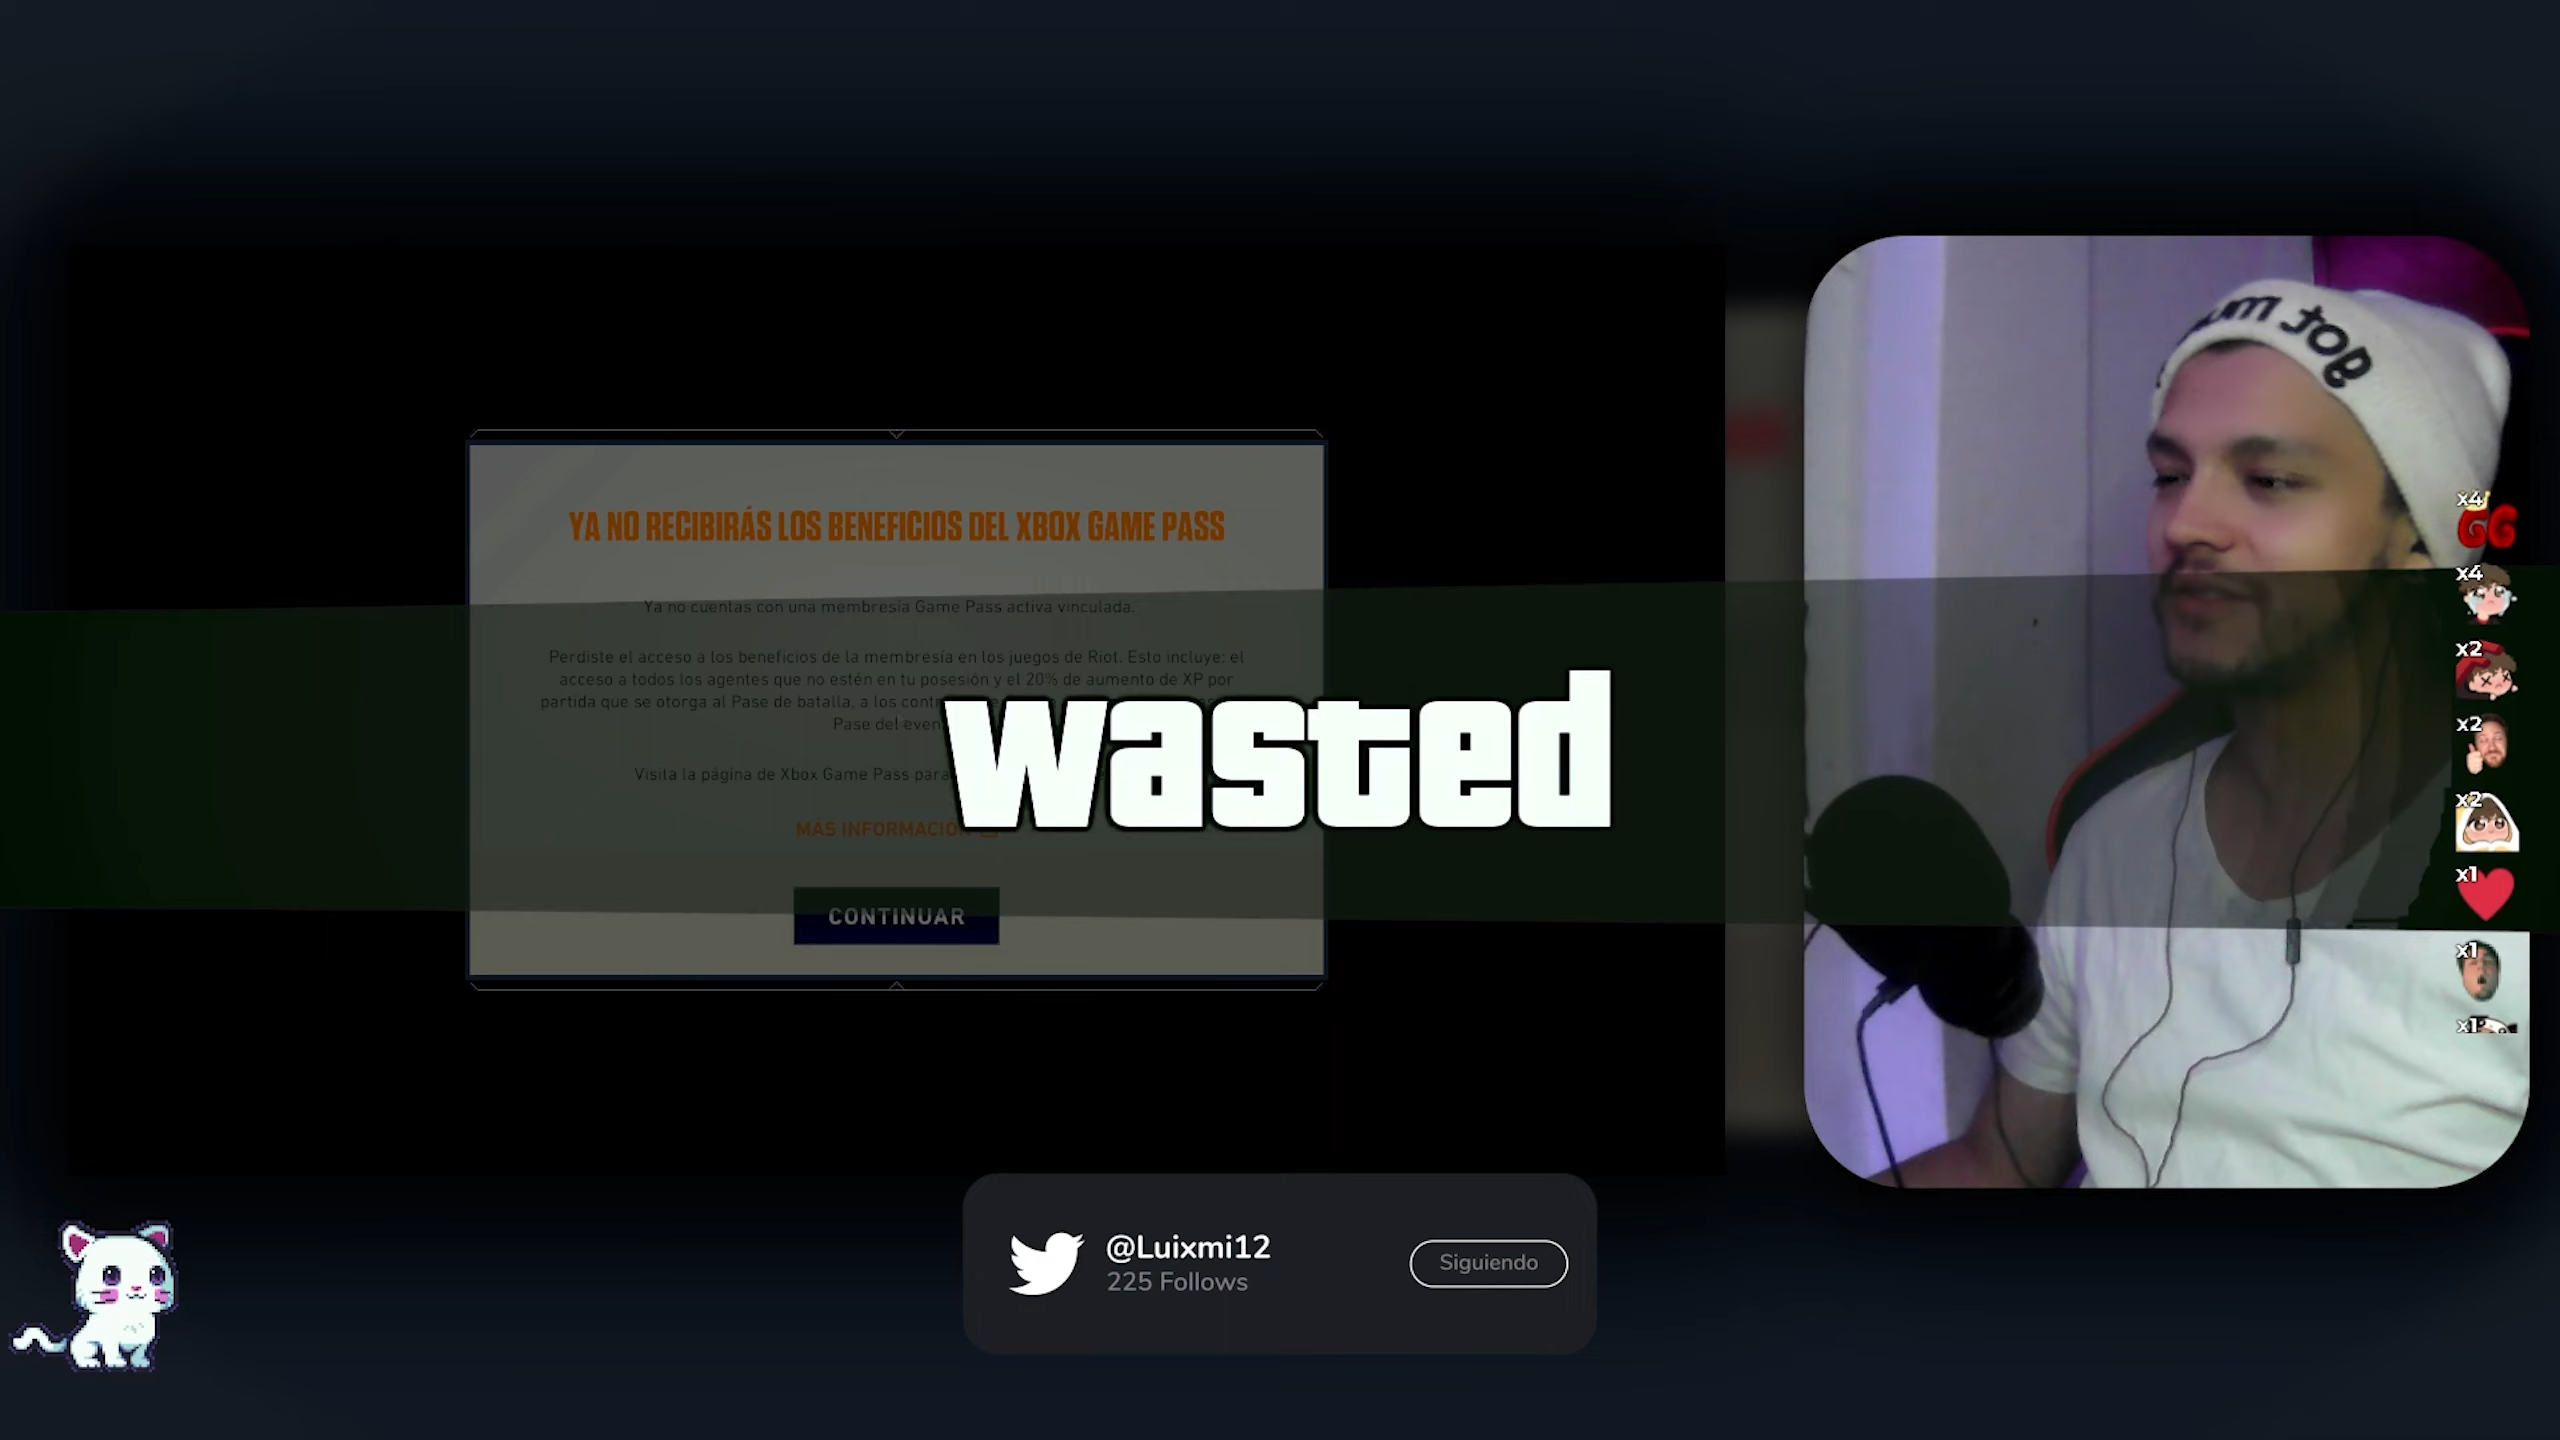 YA NO RECIBIRÁS LOS BENEFICIOS DEL XBOX GAME PASS
Ya no cuentas con una membresía Game Pass activa vinculada.
Perdiste el acceso a los beneficios de la membresía en los juegos de Riot. Esto incluye: el
acceso a todos los agentes que no estén en tu posesión y el 20% de aumento de XP por
partida que se otorga al Pase de batalla, a los
Pase del
Visita la página de Xbox Game Pass para
MÁS INFORMACIÓN
CONTINUAR
wasted
got
x4
GG
x4
x2
x2
x2
x1
x1
x1
@Luixmi12
225 Follows
Siguiendo